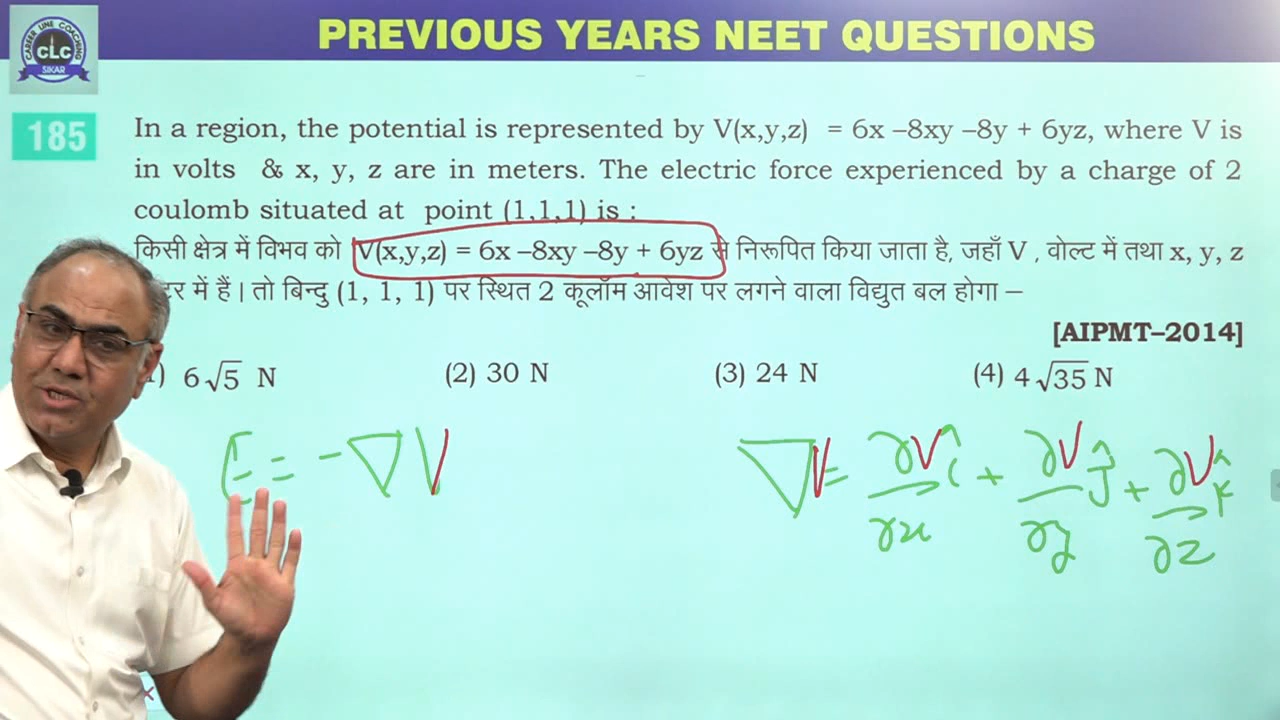 CAREER LINE COACHING
CLC
SIKAR
PREVIOUS YEARS NEET QUESTIONS
185
In a region, the potential is represented by V(x,y,z) = 6x –8xy –8y + 6yz, where V is
in volts & x, y, z are in meters. The electric force experienced by a charge of 2
coulomb situated at point (1,1,1) is :
किसी क्षेत्र में विभव को V(x,y,z) = 6x –8xy –8y + 6yz से निरूपित किया जाता है, जहाँ V , वोल्ट में तथा x, y, z
में हैं। तो बिन्दु (1, 1, 1) पर स्थित 2 कूलॉम आवेश पर लगने वाला विद्युत बल होगा –
[AIPMT–2014]
) 6√5 N (2) 30 N (3) 24 N (4) 4√35 N
E = -∇V ∇V = ∂V/∂x î + ∂V/∂y ĵ + ∂V/∂z k̂